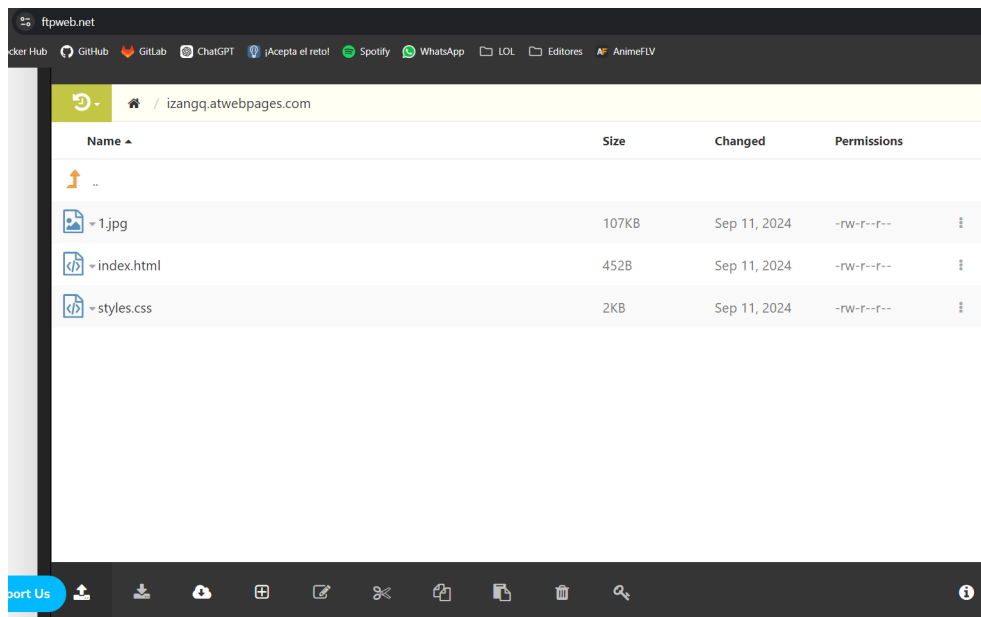 ftpweb.net
ocker Hub GitHub GitLab ChatGPT ¡Acepta el reto! Spotify WhatsApp LOL Editores AF AnimeFLV
/ izangq.atwebpages.com
Name Size Changed Permissions
..
1.jpg 107KB Sep 11, 2024 -rw-r--r--
index.html 452B Sep 11, 2024 -rw-r--r--
styles.css 2KB Sep 11, 2024 -rw-r--r--
port Us